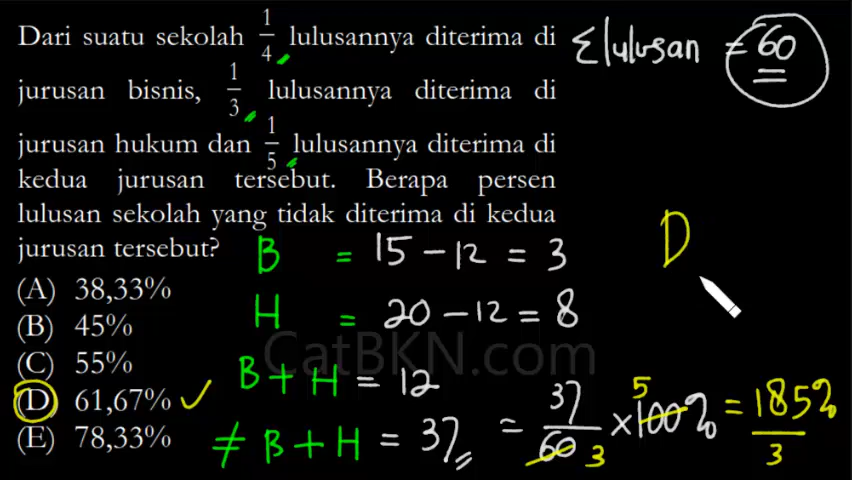 Dari suatu sekolah 1/4 lulusannya diterima di
jurusan bisnis, 1/3 lulusannya diterima di
jurusan hukum dan 1/5 lulusannya diterima di
kedua jurusan tersebut. Berapa persen
lulusan sekolah yang tidak diterima di kedua
jurusan tersebut?
(A) 38,33%
(B) 45%
(C) 55%
(D) 61,67% ✓
(E) 78,33%
Σ lulusan = 60
B = 15 - 12 = 3
H = 20 - 12 = 8
B + H = 12
≠ B + H = 37 = 37/60 3 × 100% 5 = 185%/3
D
CatBKN.com